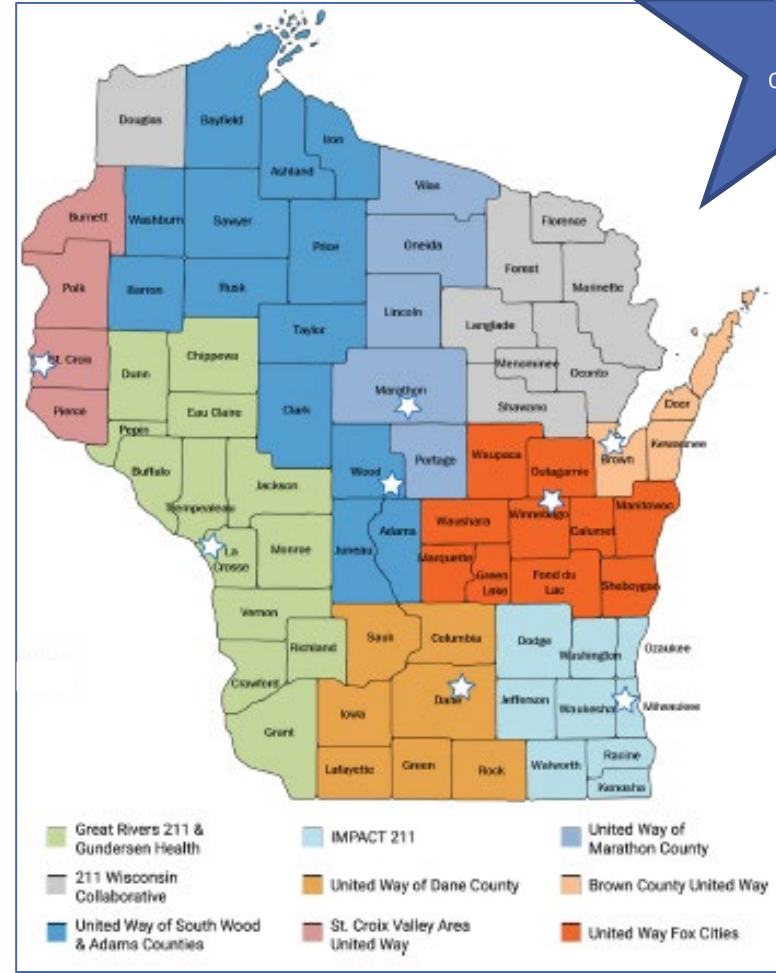 Douglas
Bayfield
Iron
Ashland
Vilas
Burnett
Washburn
Sawyer
Price
Oneida
Florence
Forest
Marinette
Polk
Barron
Rusk
Lincoln
Langlade
Taylor
Chippewa
St. Croix
Dunn
Menominee
Oconto
Marathon
Shawano
Pierce
Eau Claire
Clark
Door
Pepin
Waupaca
Outagamie
Brown
Kewaunee
Buffalo
Wood
Portage
Trempealeau
Jackson
Manitowoc
Waushara
Winnebago
Calumet
Adams
La
Crosse
Monroe
Juneau
Marquette
Green
Lake
Fond du
Lac
Sheboygan
Vernon
Sauk
Columbia
Dodge
Washington
Ozaukee
Richland
Crawford
Dane
Jefferson
Waukesha
Milwaukee
Iowa
Grant
Lafayette
Green
Rock
Walworth
Racine
Kenosha
Great Rivers 211 &
Gundersen Health
IMPACT 211
United Way of
Marathon County
211 Wisconsin
Collaborative
United Way of Dane County
Brown County United Way
United Way of South Wood
& Adams Counties
St. Croix Valley Area
United Way
United Way Fox Cities